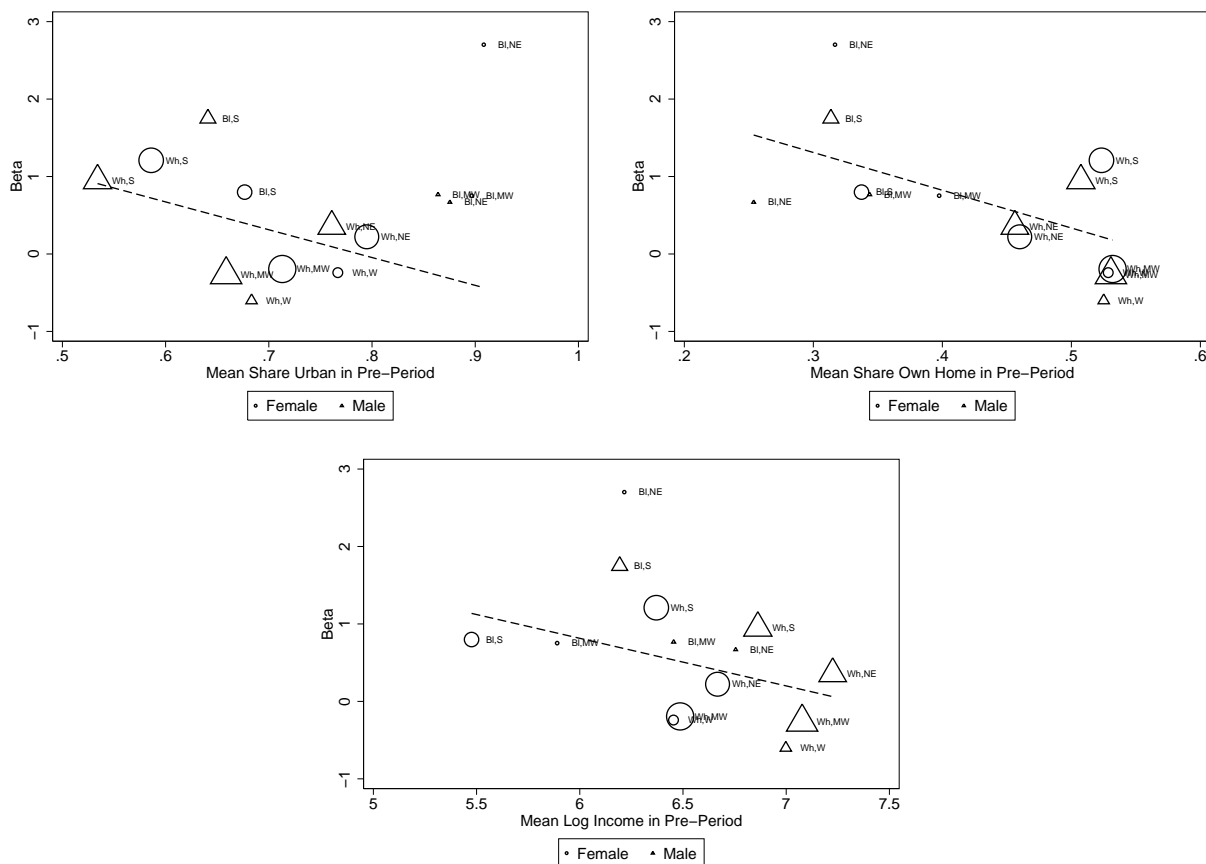 Beta
3
2
1
0
−1
Bl,NE
Bl,S
Wh,S
Wh,S
Bl,S
Bl,MW
Bl,MW
Bl,NE
Wh,NE
Wh,NE
Wh,MW
Wh,MW
Wh,W
Wh,W
.5
.6
.7
.8
.9
1
Mean Share Urban in Pre−Period
Female
Male
Beta
3
2
1
0
−1
Bl,NE
Bl,S
Wh,S
Wh,S
Bl,S
Bl,MW
Bl,MW
Bl,NE
Wh,NE
Wh,NE
Wh,MW
Wh,MW
Wh,W
.2
.3
.4
.5
.6
Mean Share Own Home in Pre−Period
Female
Male
Beta
3
2
1
0
−1
Bl,NE
Bl,S
Wh,S
Wh,S
Bl,S
Bl,MW
Bl,MW
Bl,NE
Wh,NE
Wh,NE
Wh,MW
Wh,W
Wh,MW
Wh,W
5
5.5
6
6.5
7
7.5
Mean Log Income in Pre−Period
Female
Male